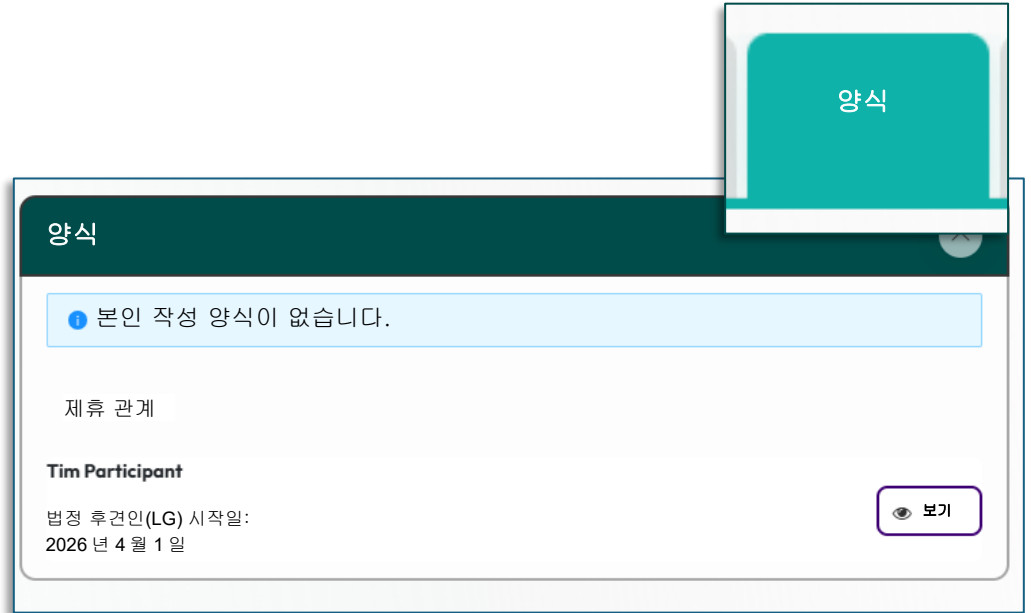 양식
양식
본인 작성 양식이 없습니다.
제휴 관계
Tim Participant
법정 후견인(LG) 시작일:
2026 년 4 월 1 일
보기